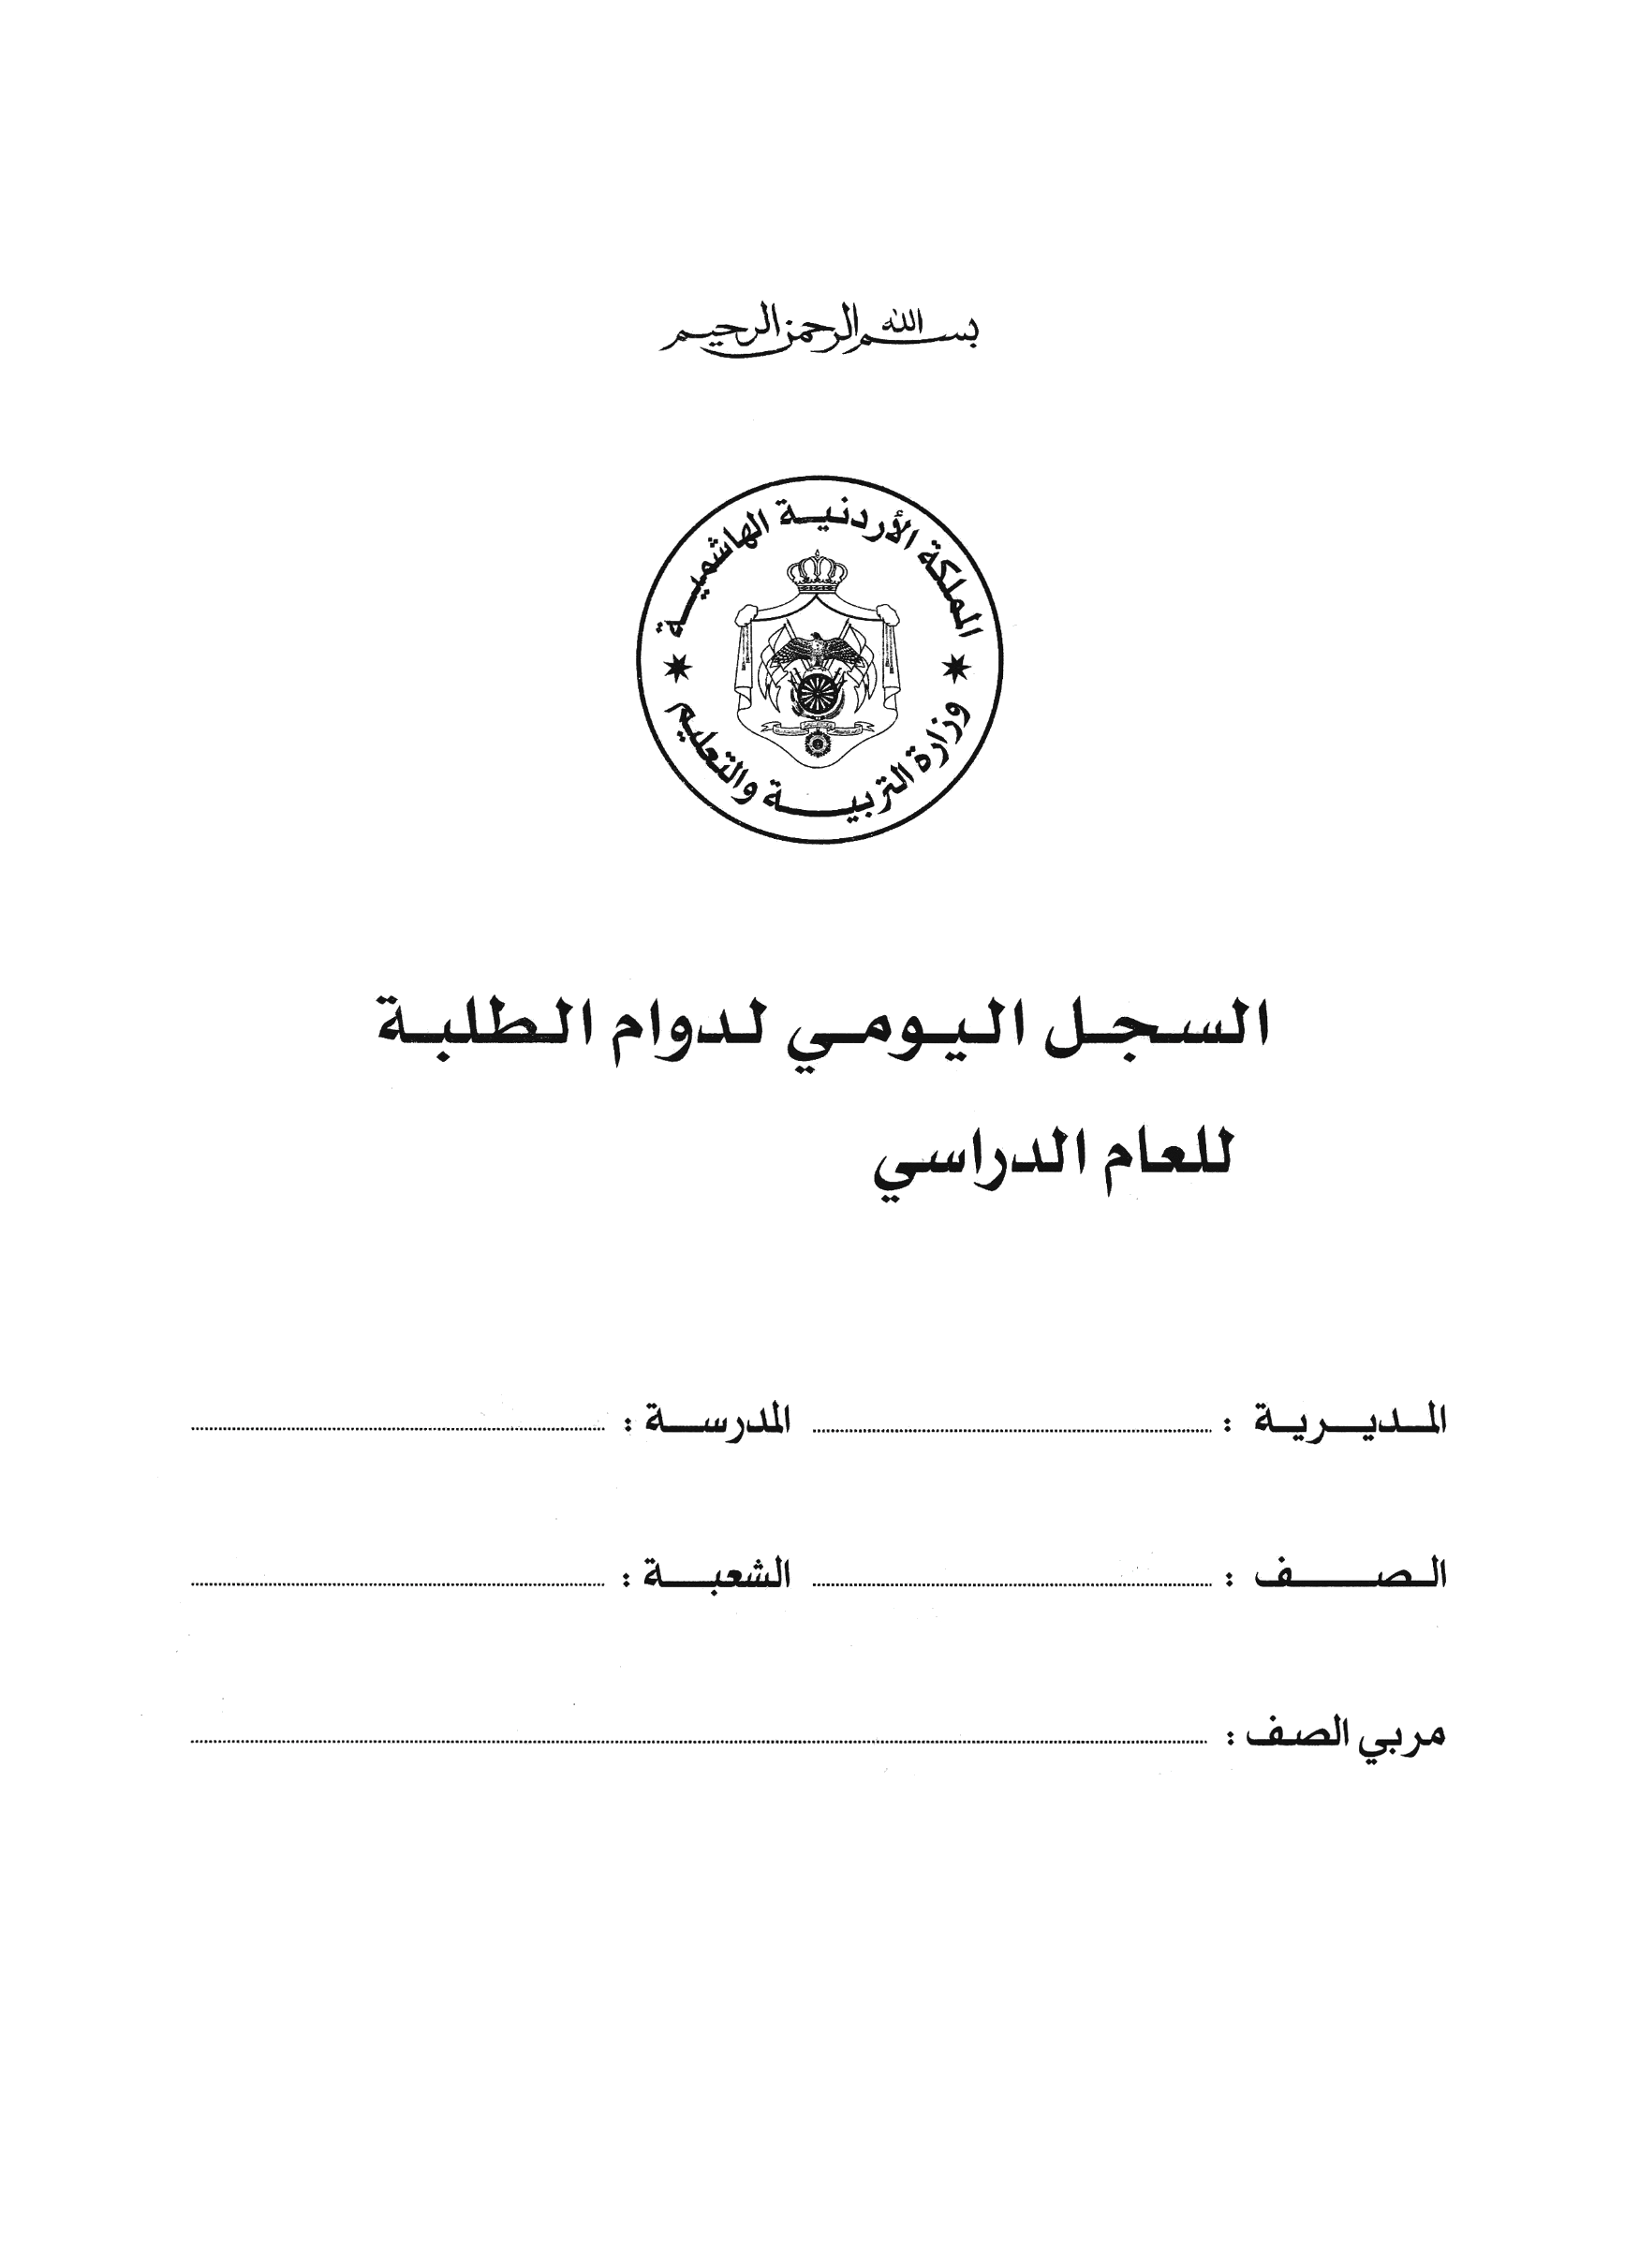 بسم الله الرحمن الرحيم
المملكة الأردنية الهاشمية
وزارة التربية والتعليم
السجل اليومي لدوام الطلبة
للعام الدراسي
المديرية : المدرسة :
الصف : الشعبة :
مربي الصف :